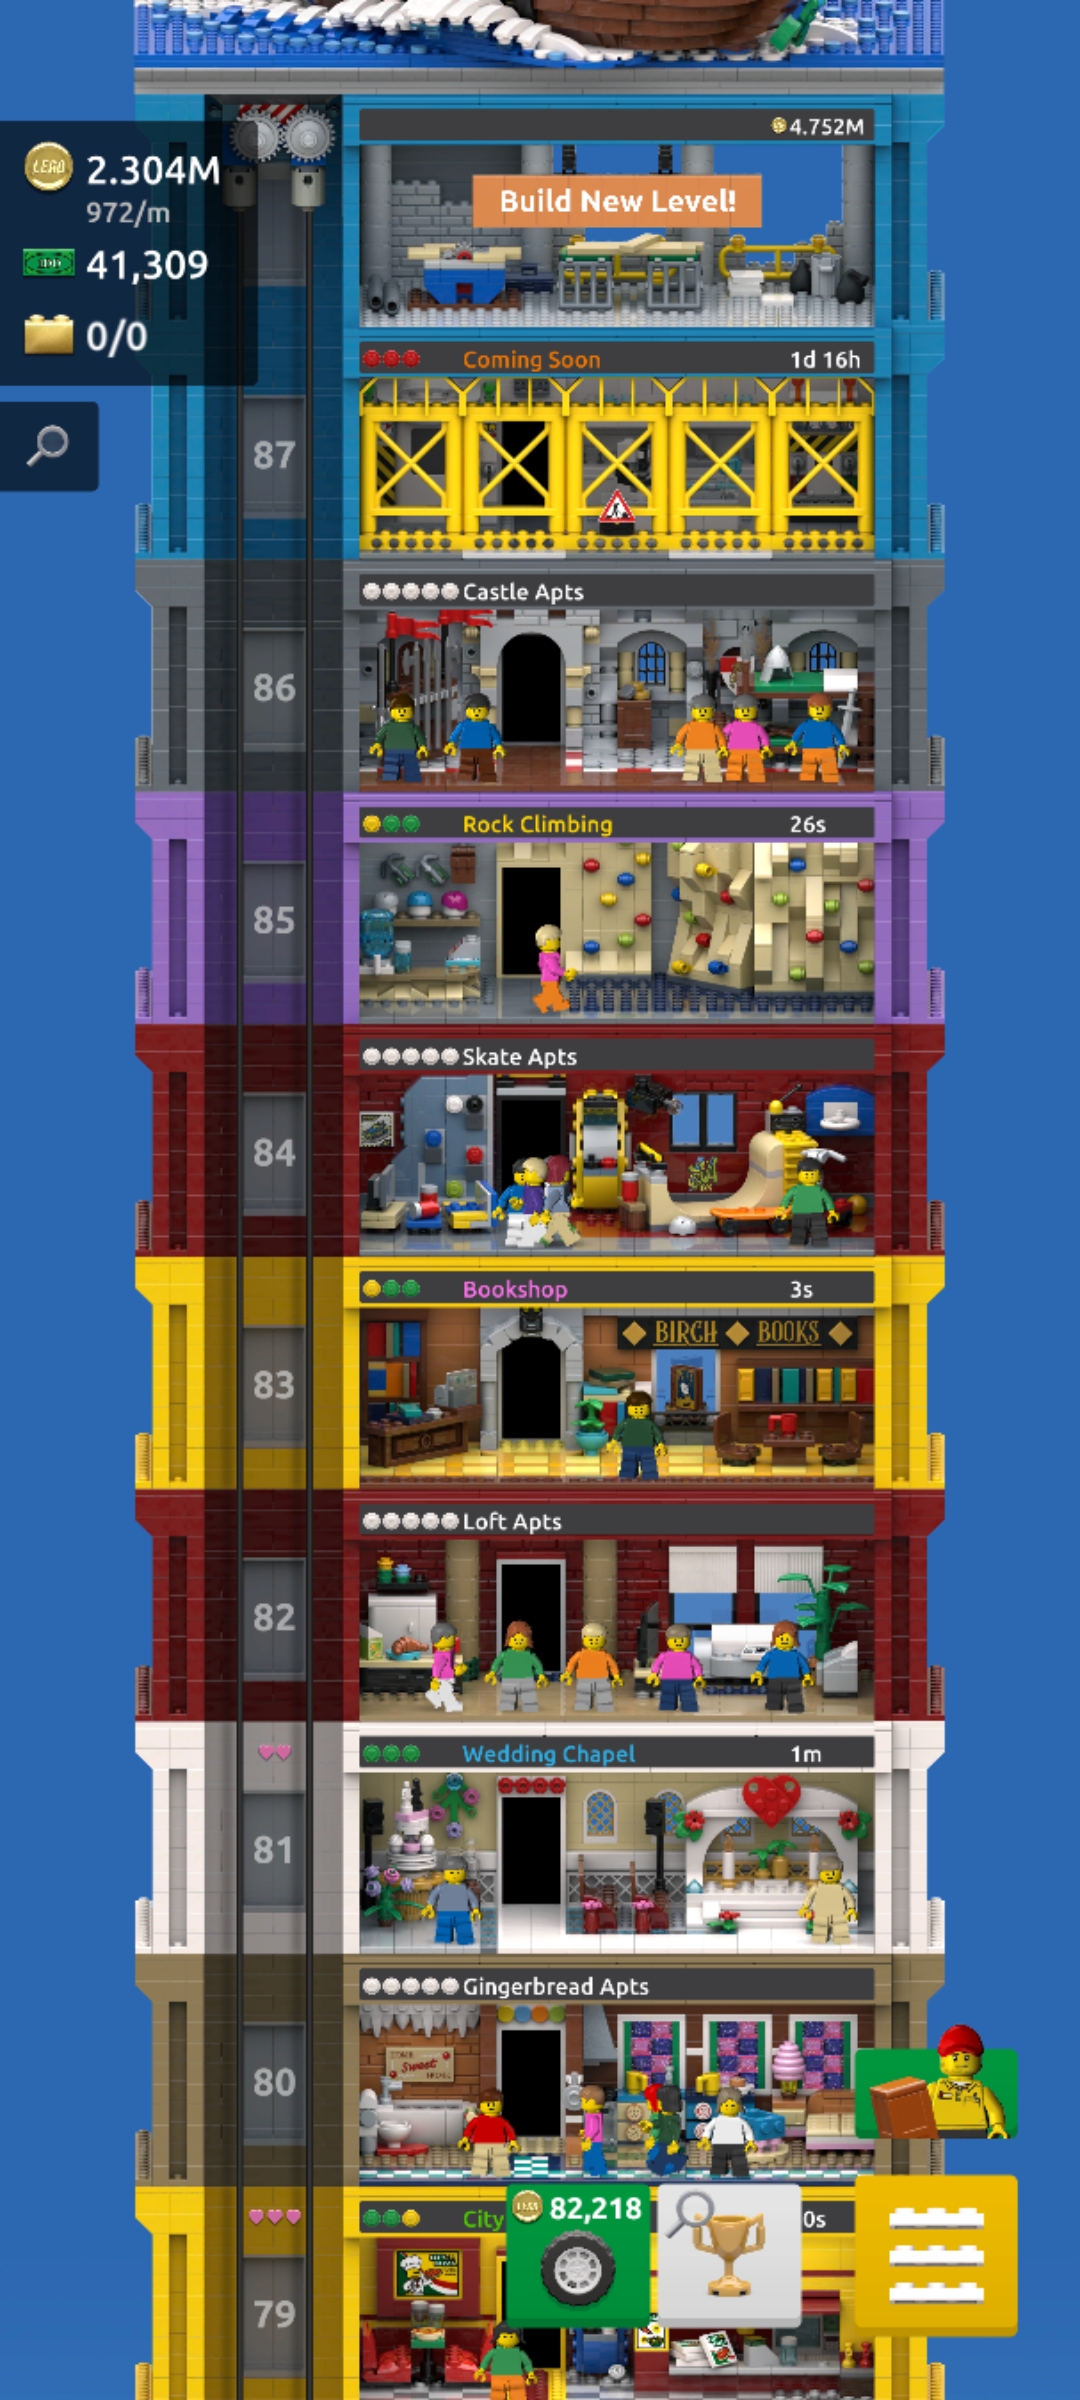 4.752M
LEGO 2.304M
972/m
Build New Level!
41,309
0/0
Coming Soon 1d 16h
87
Castle Apts
86
Rock Climbing 26s
85
Skate Apts
84
Bookshop 3s
BIRCH BOOKS
83
Loft Apts
82
Wedding Chapel 1m
81
Gingerbread Apts
Sweet
80
82,218
City
0s
79